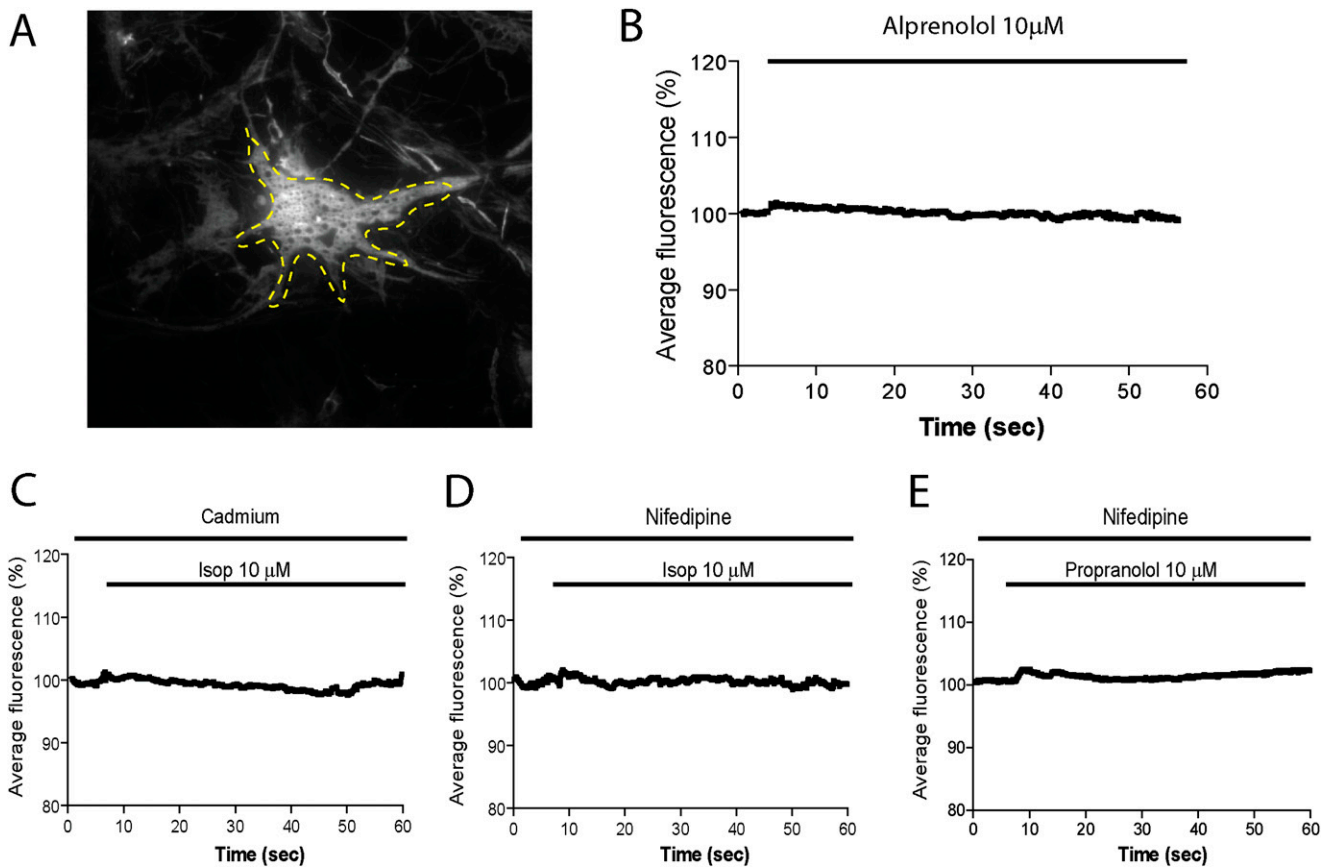 A
B
Alprenolol 10μM
Average fluorescence (%)
120
110
100
90
80
0 10 20 30 40 50 60
Time (sec)
C
Cadmium
Isop 10 μM
Average fluorescence (%)
120
110
100
90
80
0 10 20 30 40 50 60
Time (sec)
D
Nifedipine
Isop 10 μM
Average fluorescence (%)
120
110
100
90
80
0 10 20 30 40 50 60
Time (sec)
E
Nifedipine
Propranolol 10 μM
Average fluorescence (%)
120
110
100
90
80
0 10 20 30 40 50 60
Time (sec)